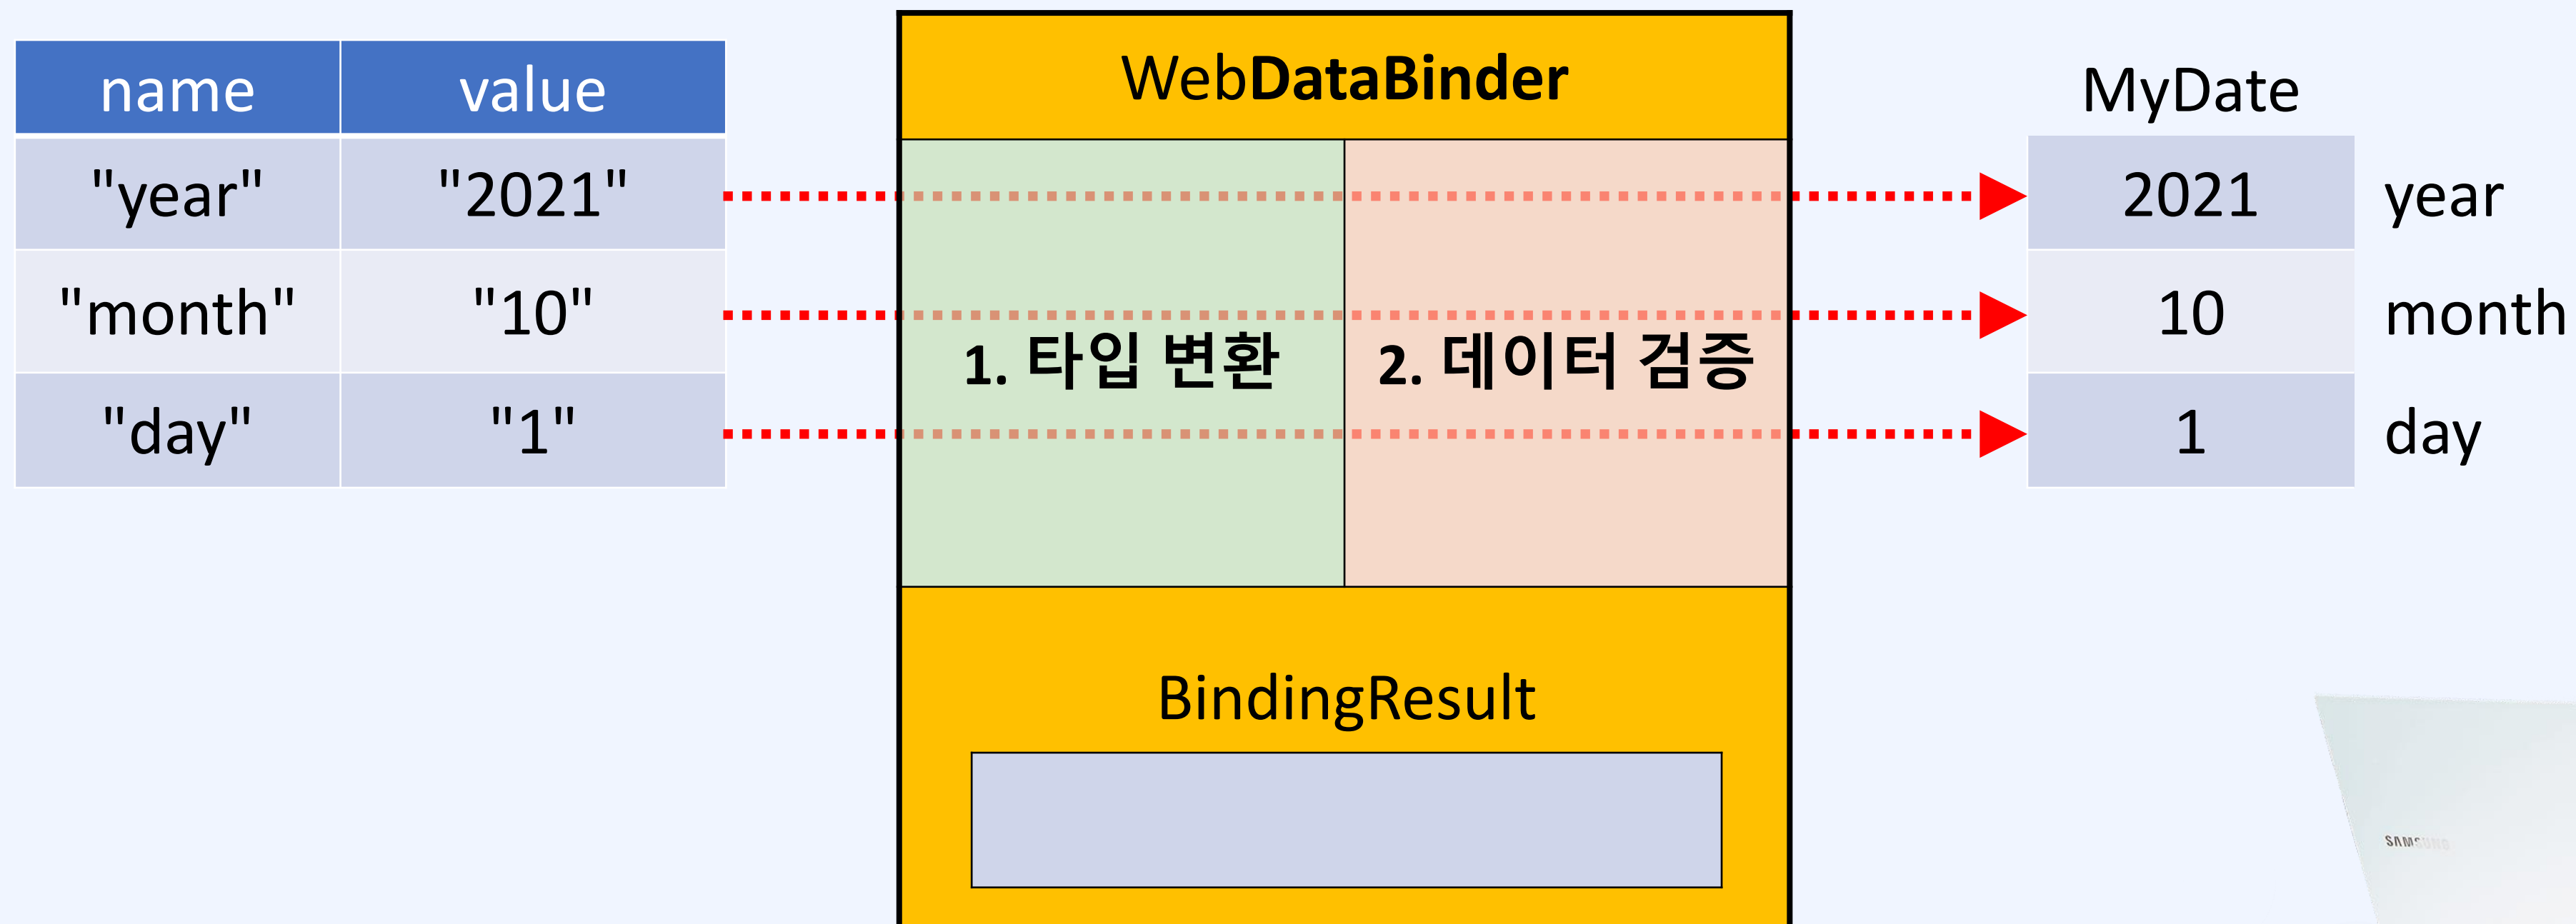 name value
"year" "2021"
"month" "10"
"day" "1"
WebDataBinder
1. 타입 변환
2. 데이터 검증
BindingResult
MyDate
2021 year
10 month
1 day
SAMSUNG